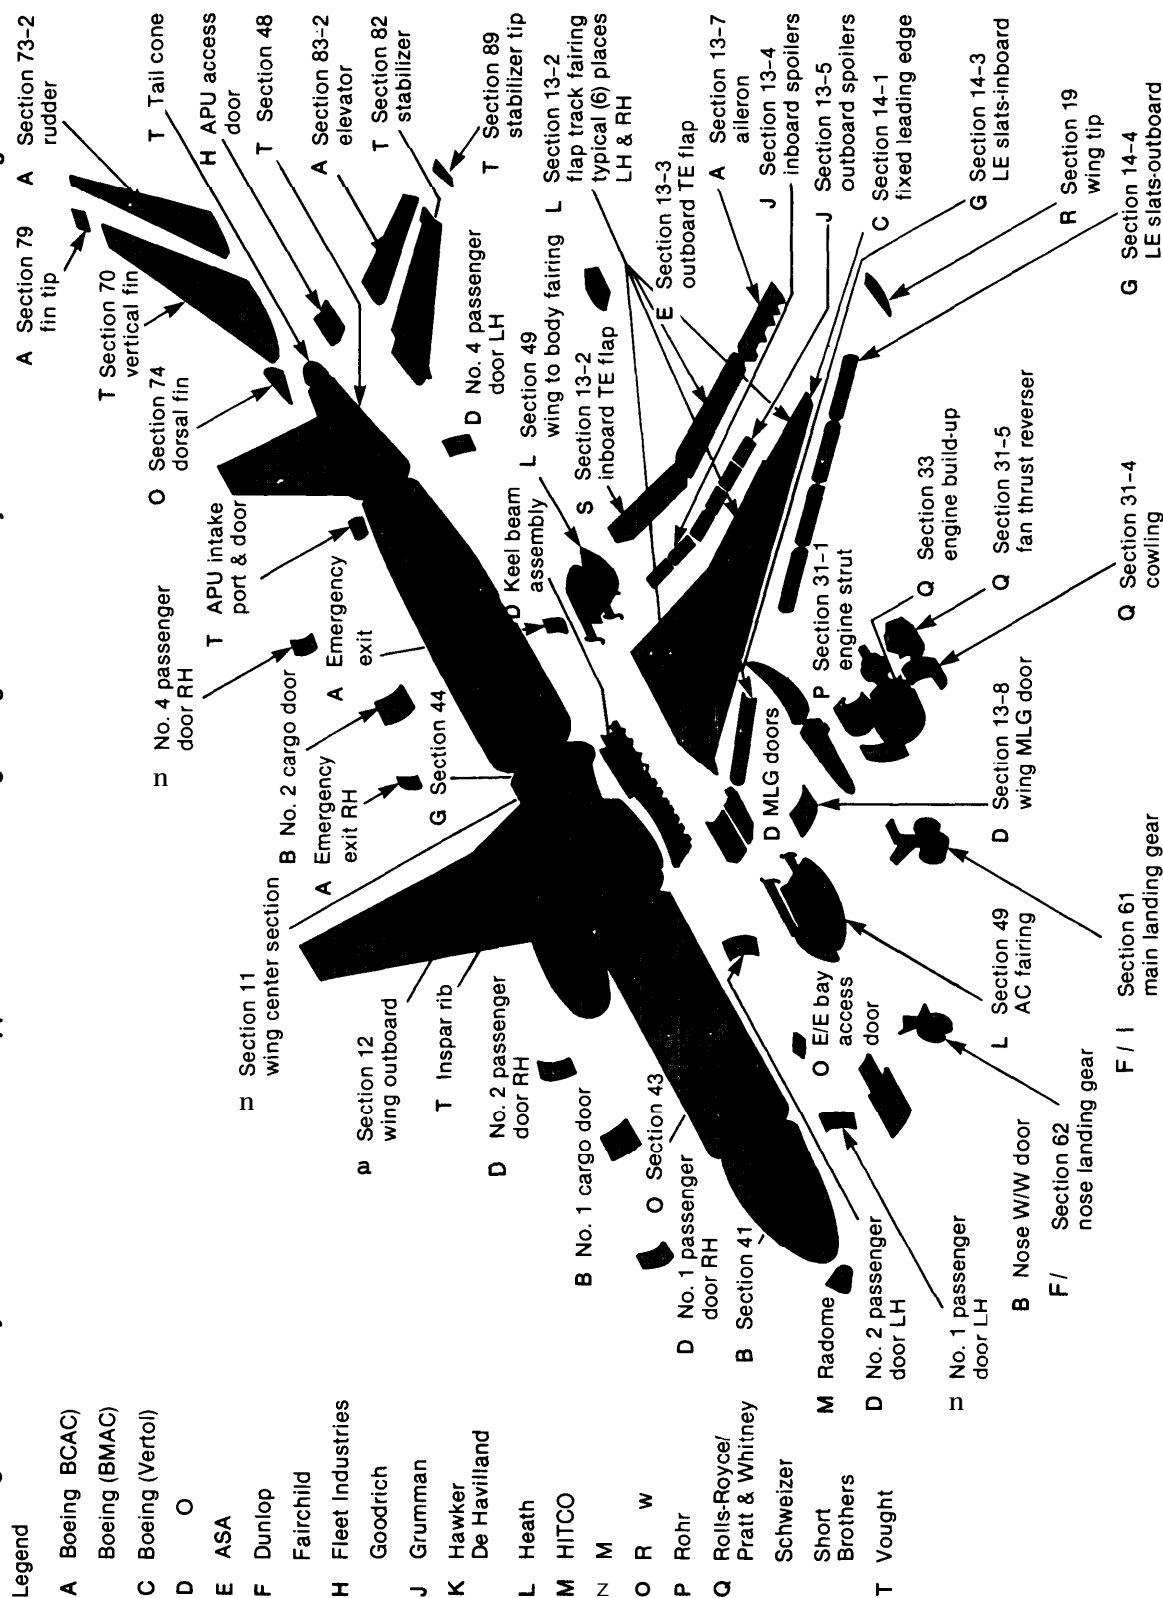 Legend
A Boeing BCAC)
Boeing (BMAC)
C Boeing (Vertol)
D O
E ASA
F Dunlop
Fairchild
H Fleet Industries
Goodrich
J Grumman
K Hawker
De Havilland
L Heath
M HITCO
N M
O R w
P Rohr
Q Rolls-Royce/
Pratt & Whitney
Schweizer
Short
Brothers
T Vought
A Section 79
fin tip
A Section 73-2
rudder
T Section 70
vertical fin
O Section 74
dorsal fin
T Tail cone
H APU access
door
T Section 48
A Section 83-2
elevator
T Section 82
stabilizer
T Section 89
stabilizer tip
n No. 4 passenger
door RH
T APU intake
port & door
B No. 2 cargo door
A Emergency
exit
A Emergency
exit RH
G Section 44
n Section 11
wing center section
a Section 12
wing outboard
T Inspar rib
D No. 2 passenger
door RH
B No. 1 cargo door
O Section 43
D No. 1 passenger
door RH
B Section 41
M Radome
D No. 2 passenger
door LH
n No. 1 passenger
door LH
D No. 4 passenger
door LH
L Section 49
wing to body fairing
D Keel beam
assembly
S Section 13-2
inboard TE flap
L Section 13-2
flap track fairing
typical (6) places
LH & RH
E Section 13-3
outboard TE flap
A Section 13-7
aileron
J Section 13-4
inboard spoilers
J Section 13-5
outboard spoilers
C Section 14-1
fixed leading edge
G Section 14-3
LE slats-inboard
R Section 19
wing tip
G Section 14-4
LE slats-outboard
P Section 31-1
engine strut
Q Section 33
engine build-up
Q Section 31-5
fan thrust reverser
Q Section 31-4
cowling
D MLG doors
D Section 13-8
wing MLG door
O E/E bay
access
door
L Section 49
AC fairing
F/I Section 61
main landing gear
B Nose W/W door
F/ Section 62
nose landing gear